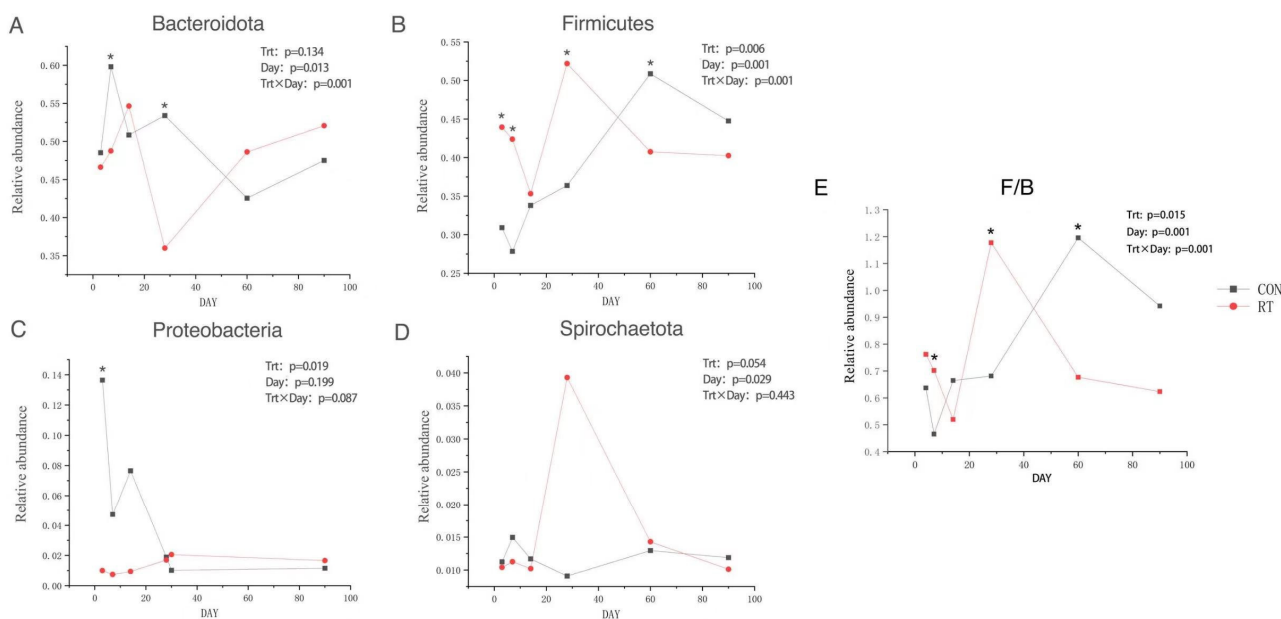 A
Bacteroidota
Trt: p=0.134
Day: p=0.013
Trt×Day: p=0.001
*
*
Relative abundance
0.60
0.55
0.50
0.45
0.40
0.35
0 20 40 60 80 100
DAY
B
Firmicutes
Trt: p=0.006
Day: p=0.001
Trt×Day: p=0.001
*
*
*
*
Relative abundance
0.55
0.50
0.45
0.40
0.35
0.30
0.25
0 20 40 60 80 100
DAY
C
Proteobacteria
Trt: p=0.019
Day: p=0.199
Trt×Day: p=0.087
*
Relative abundance
0.14
0.12
0.10
0.08
0.06
0.04
0.02
0.00
0 20 40 60 80 100
DAY
D
Spirochaetota
Trt: p=0.054
Day: p=0.029
Trt×Day: p=0.443
Relative abundance
0.040
0.035
0.030
0.025
0.020
0.015
0.010
0 20 40 60 80 100
DAY
E
F/B
Trt: p=0.015
Day: p=0.001
Trt×Day: p=0.001
*
*
*
Relative abundance
1.3
1.2
1.1
1.0
0.9
0.8
0.7
0.6
0.5
0.4
0 20 40 60 80 100
DAY
CON
RT